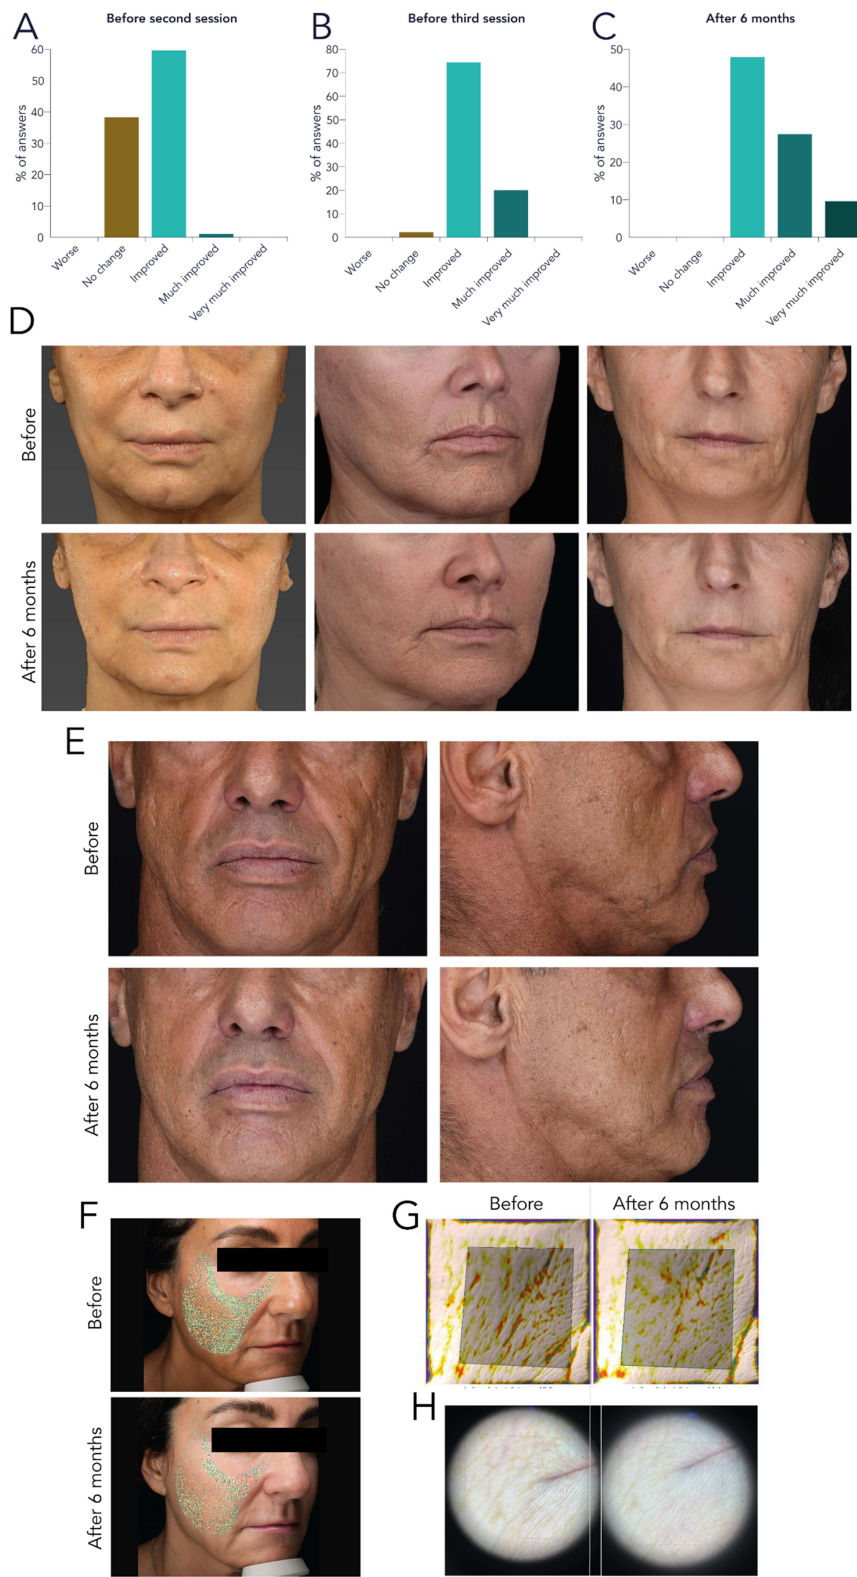 A
Before second session
% of answers
60
50
40
30
20
10
0
Worse
No change
Improved
Much improved
Very much improved
B
Before third session
% of answers
80
70
60
50
40
30
20
10
0
Worse
No change
Improved
Much improved
Very much improved
C
After 6 months
% of answers
50
40
30
20
10
0
Worse
No change
Improved
Much improved
Very much improved
D
Before
After 6 months
E
Before
After 6 months
F
Before
After 6 months
G
Before
After 6 months
H